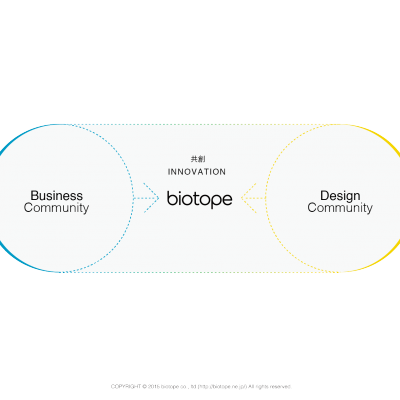 共創
INNOVATION
Business
Community
biotope
Design
Community
COPYRIGHT © 2016 biotope co., ltd (http://biotope.ne.jp/) All rights reserved.